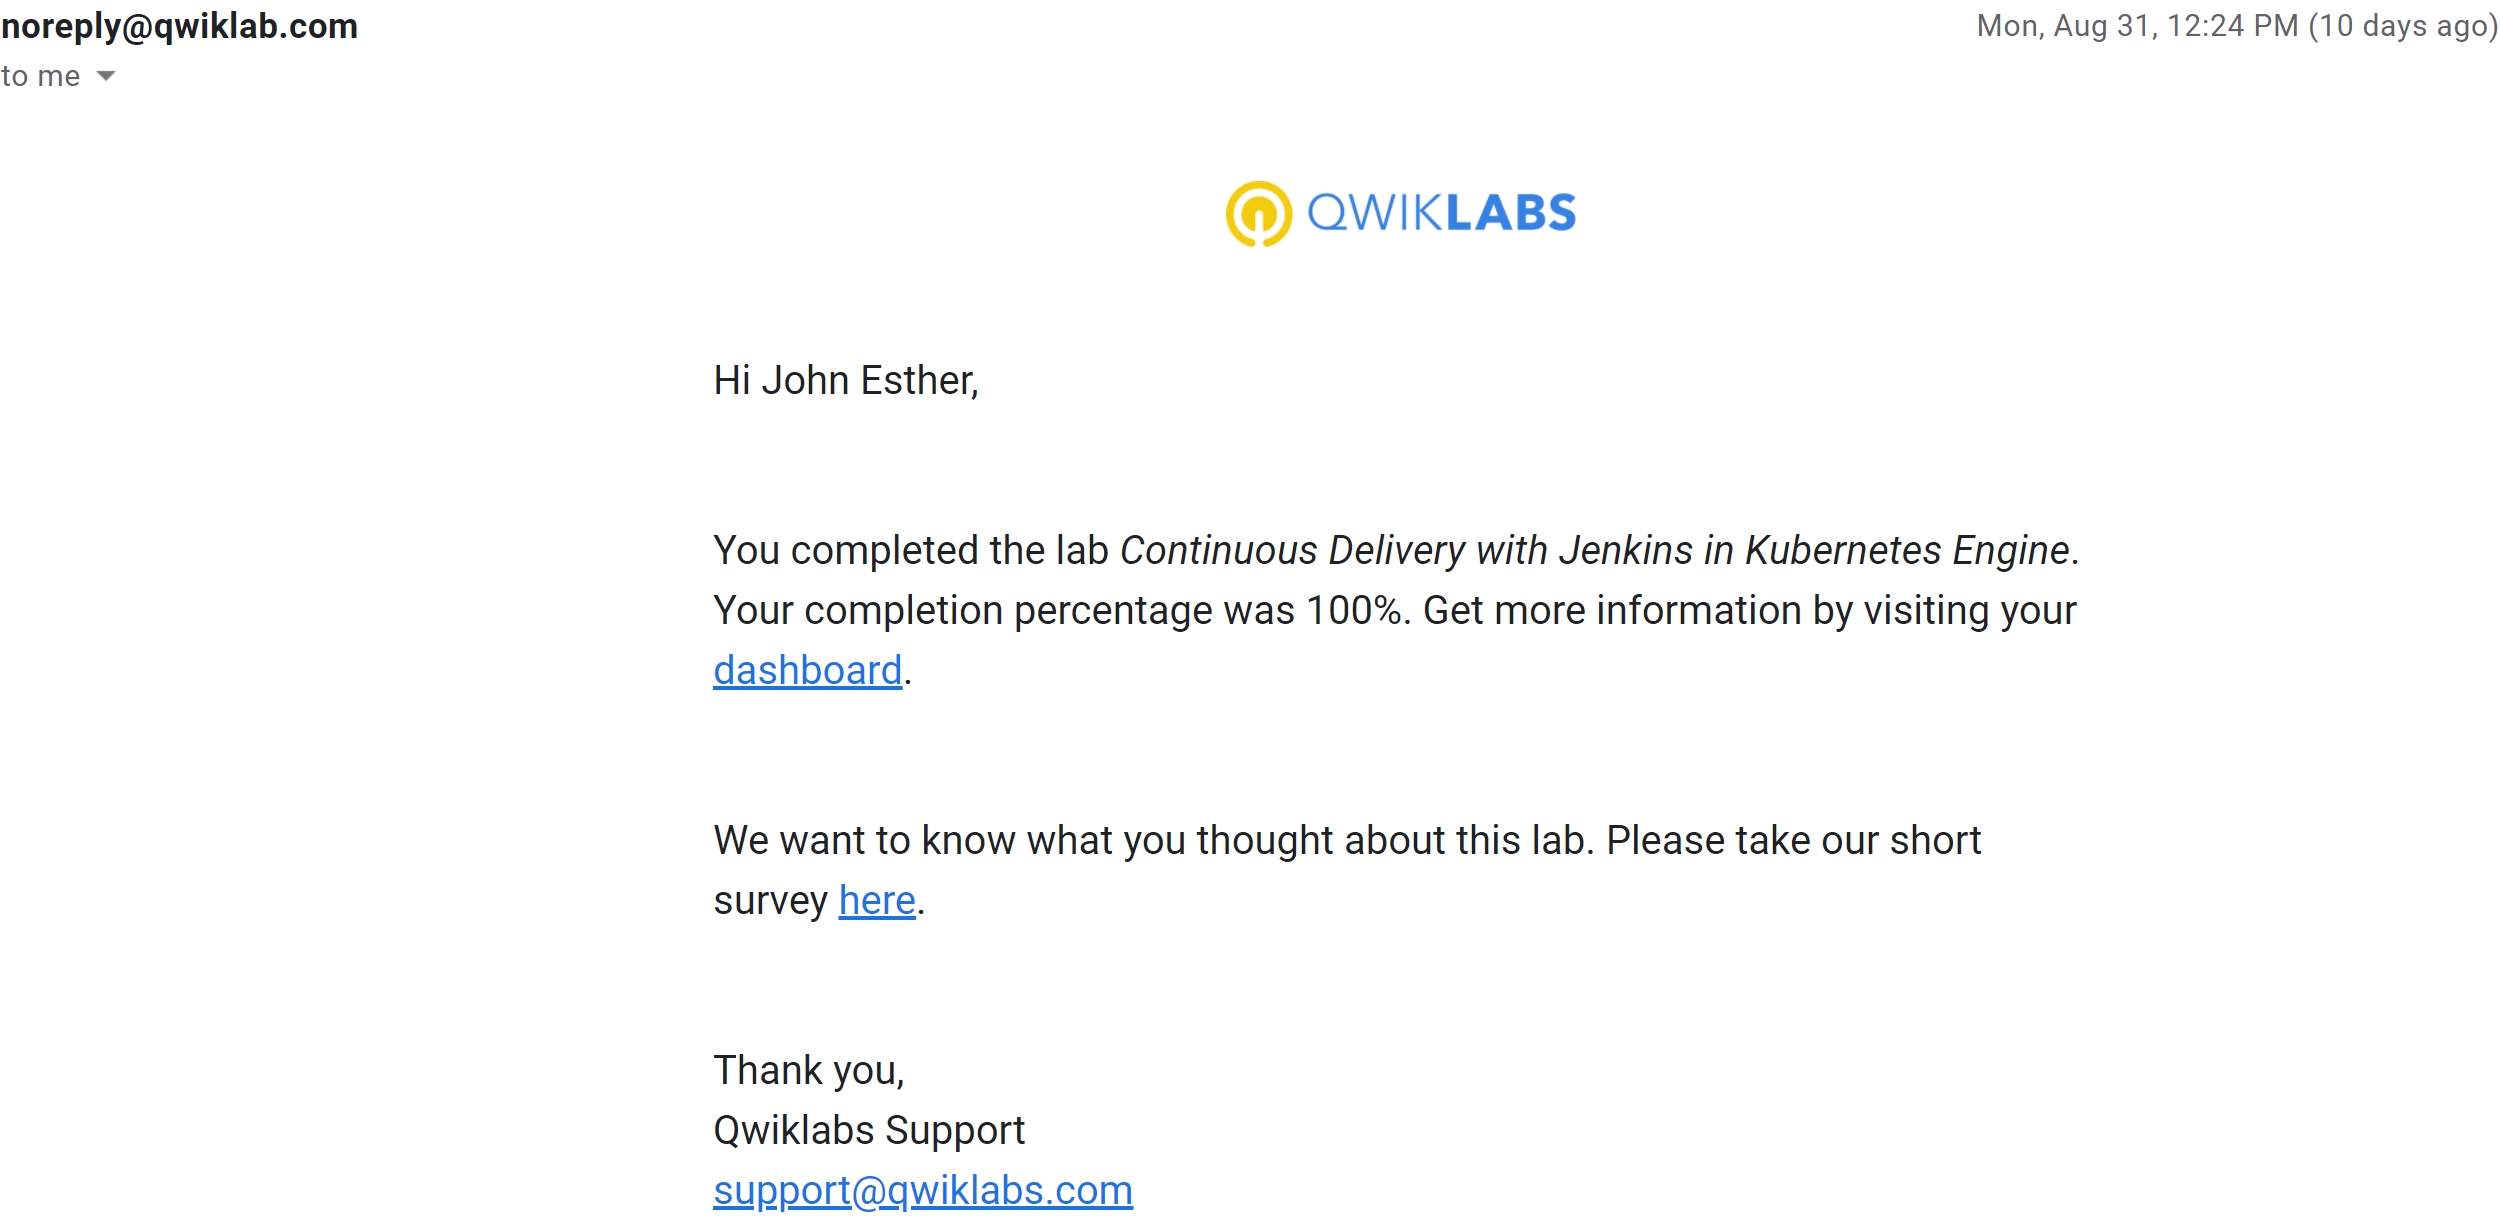 noreply@qwiklab.com
Mon, Aug 31, 12:24 PM (10 days ago)
to me
QWIKLABS
Hi John Esther,
You completed the lab Continuous Delivery with Jenkins in Kubernetes Engine.
Your completion percentage was 100%. Get more information by visiting your
dashboard.
We want to know what you thought about this lab. Please take our short
survey here.
Thank you,
Qwiklabs Support
support@qwiklabs.com